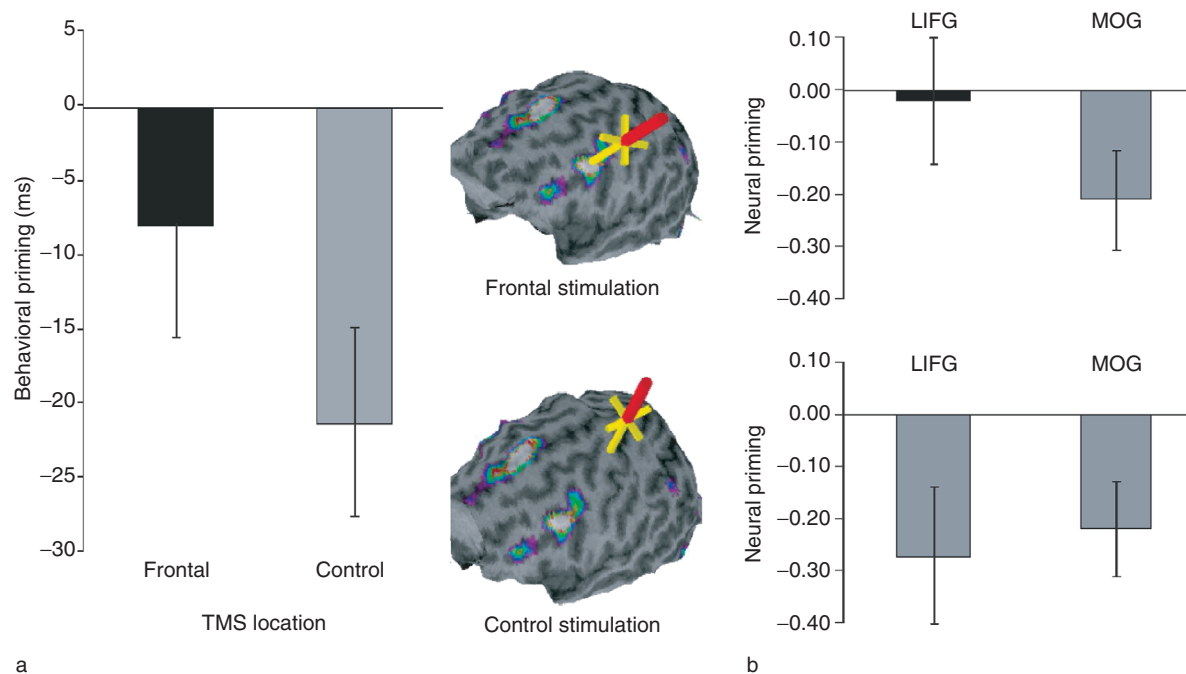 5
0
−5
−10
−15
−20
−25
−30
Behavioral priming (ms)
Frontal
Control
TMS location
Frontal stimulation
Control stimulation
a
LIFG
MOG
0.10
0.00
−0.10
−0.20
−0.30
−0.40
Neural priming
LIFG
MOG
0.10
0.00
−0.10
−0.20
−0.30
−0.40
Neural priming
b